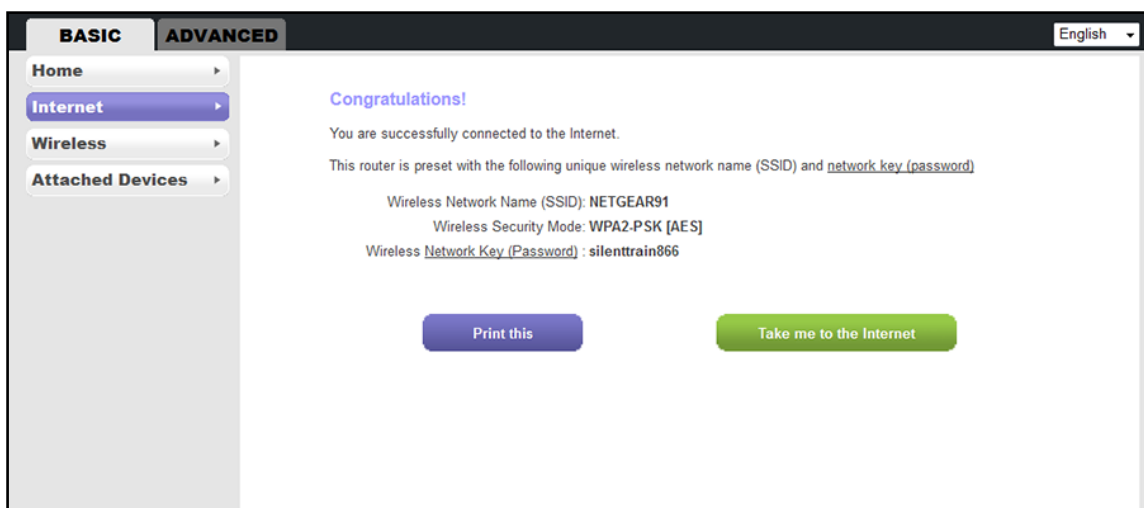 BASIC ADVANCED English
Home
Internet
Wireless
Attached Devices
Congratulations!
You are successfully connected to the Internet.
This router is preset with the following unique wireless network name (SSID) and network key (password)
Wireless Network Name (SSID): NETGEAR91
Wireless Security Mode: WPA2-PSK [AES]
Wireless Network Key (Password) : silenttrain866
Print this Take me to the Internet